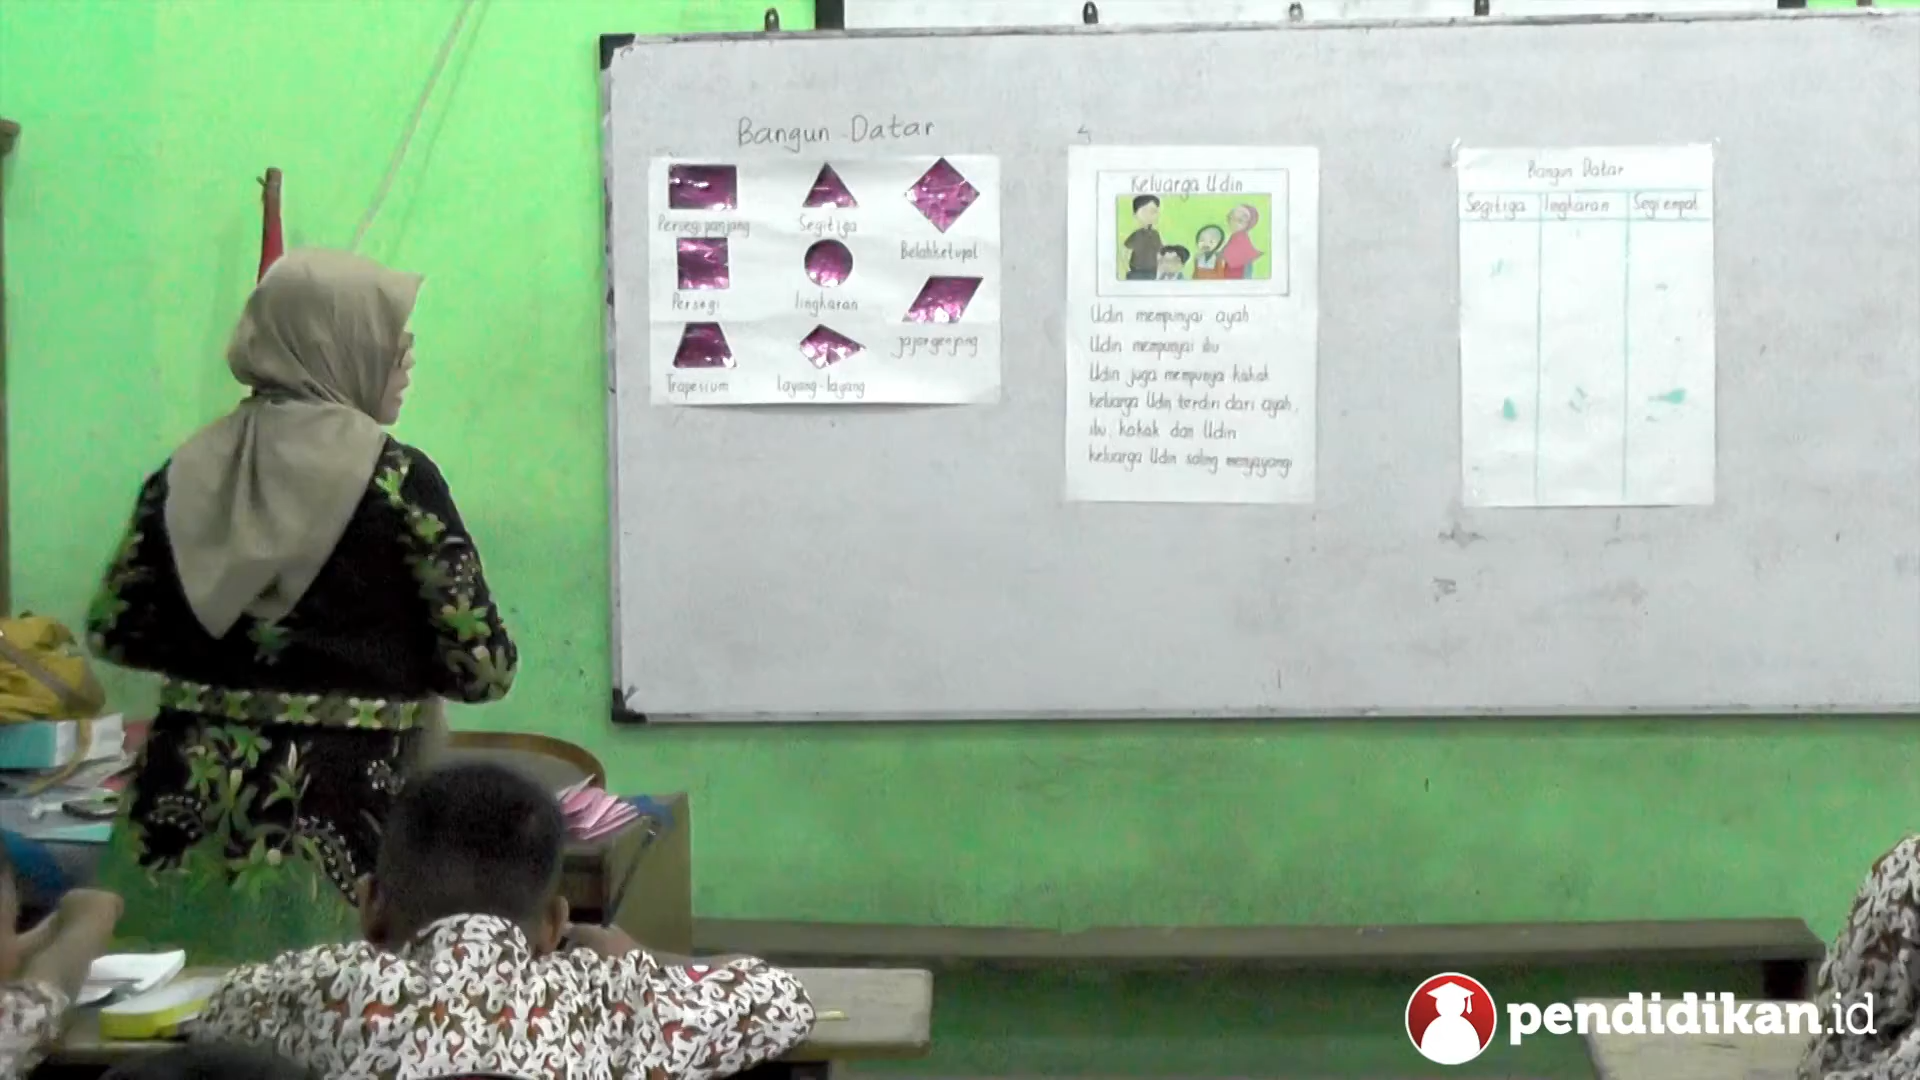 Bangun Datar
Persegi panjang
Segitiga
Belahketupat
Persegi
lingkaran
jajargenjang
Trapesium
layang-layang
Keluarga Udin
Udin mempunyai ayah
Udin mempunyai ibu
Udin juga mempunyai kakak
keluarga Udin terdiri dari ayah,
ibu, kakak dan Udin
keluarga Udin saling menyayangi
Bangun Datar
Segitiga lingkaran Segi empat
pendidikan.id